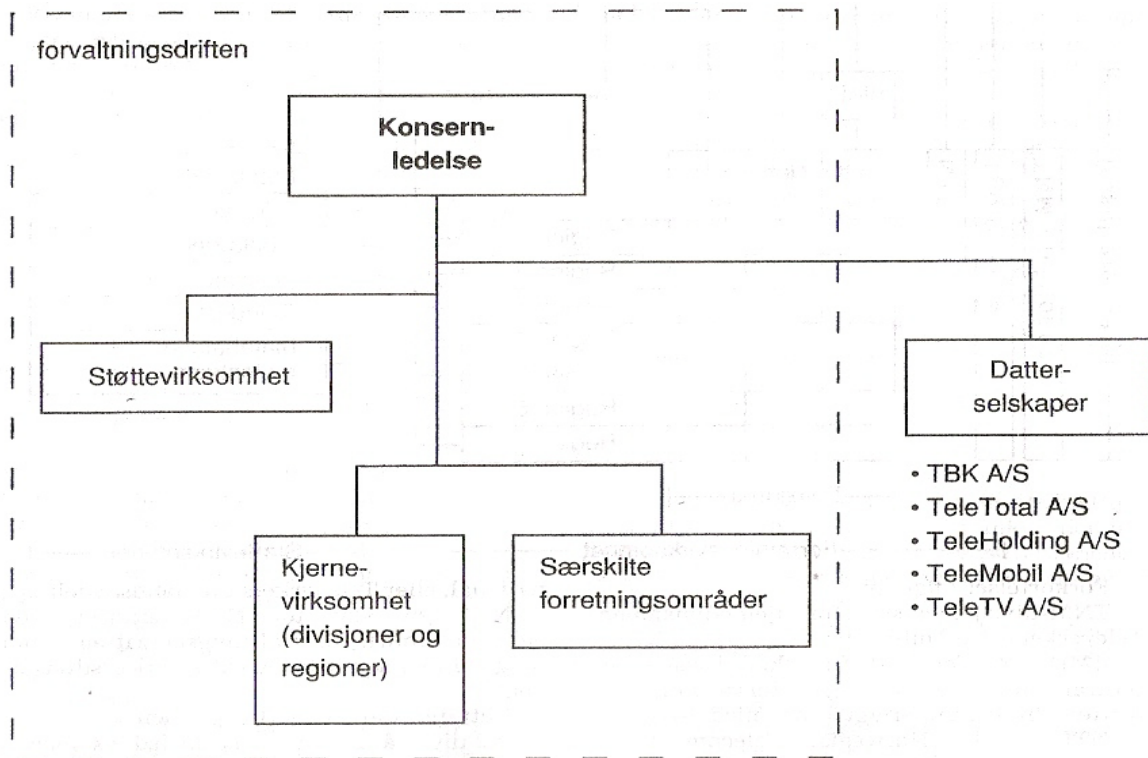 forvaltningsdriften
Konsern-
ledelse
Støttevirksomhet
Datter-
selskaper
• TBK A/S
• TeleTotal A/S
• TeleHolding A/S
• TeleMobil A/S
• TeleTV A/S
Kjerne-
virksomhet
(divisjoner og
regioner)
Særskilte
forretningsområder